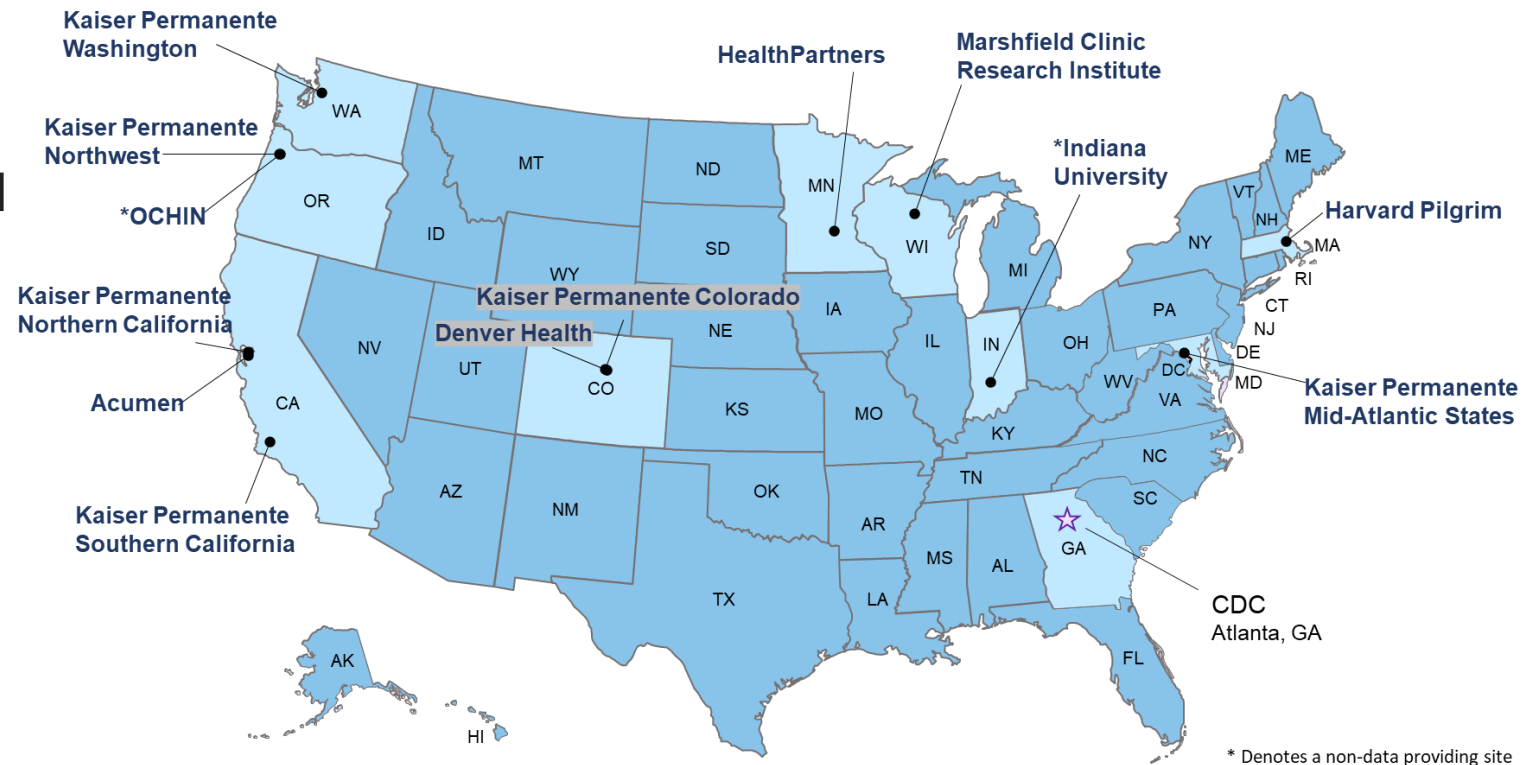 Kaiser Permanente
Washington
HealthPartners
Marshfield Clinic
Research Institute
Kaiser Permanente
Northwest
*OCHIN
*Indiana
University
Harvard Pilgrim
Kaiser Permanente
Northern California
Acumen
Kaiser Permanente Colorado
Denver Health
Kaiser Permanente
Mid-Atlantic States
Kaiser Permanente
Southern California
CDC
Atlanta, GA
WA
OR
CA
ID
NV
MT
WY
UT
CO
AZ
NM
ND
SD
NE
KS
OK
TX
MN
IA
MO
AR
LA
WI
IL
MI
IN
OH
KY
TN
MS
AL
GA
FL
SC
NC
VA
WV
DC
MD
DE
NJ
PA
NY
CT
RI
MA
VT
NH
ME
AK
HI
* Denotes a non-data providing site